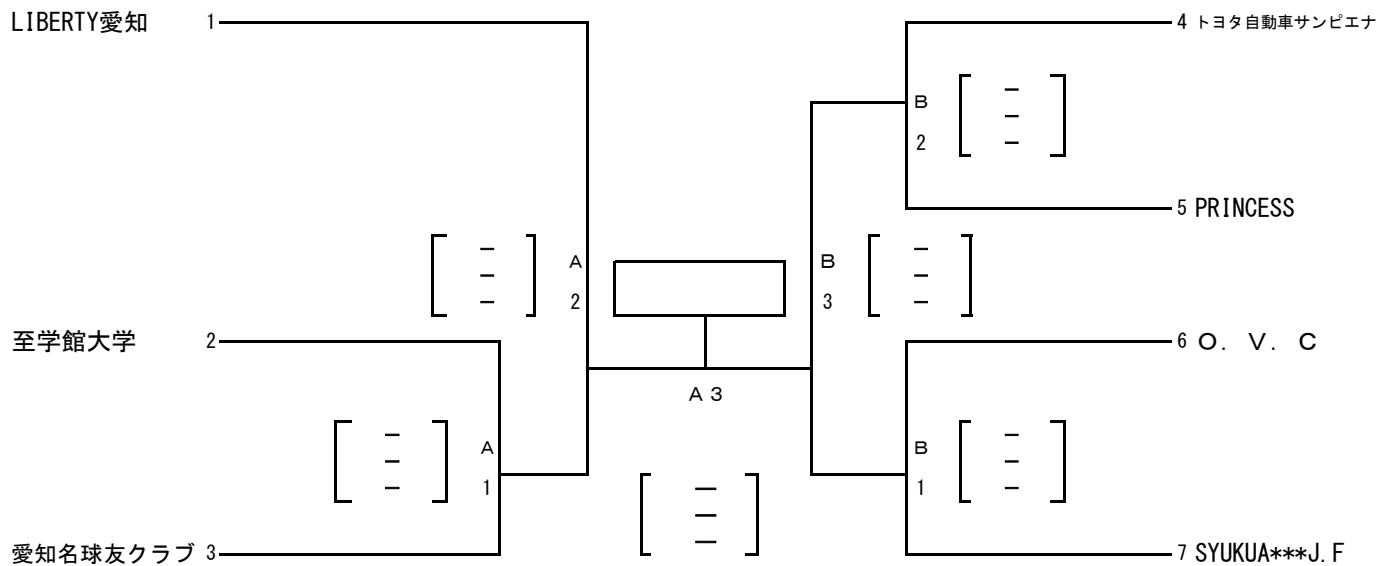 LIBERTY愛知 1
4 トヨタ自動車サンピエナ
B
2
[ － － － ]
5 PRINCESS
[ － － － ]
A
2
B
3
[ － － － ]
至学館大学 2
6 O．V．C
A3
[ － － － ]
A
1
B
1
[ － － － ]
[ － － － ]
愛知名球友クラブ 3
7 SYUKUA***J.F